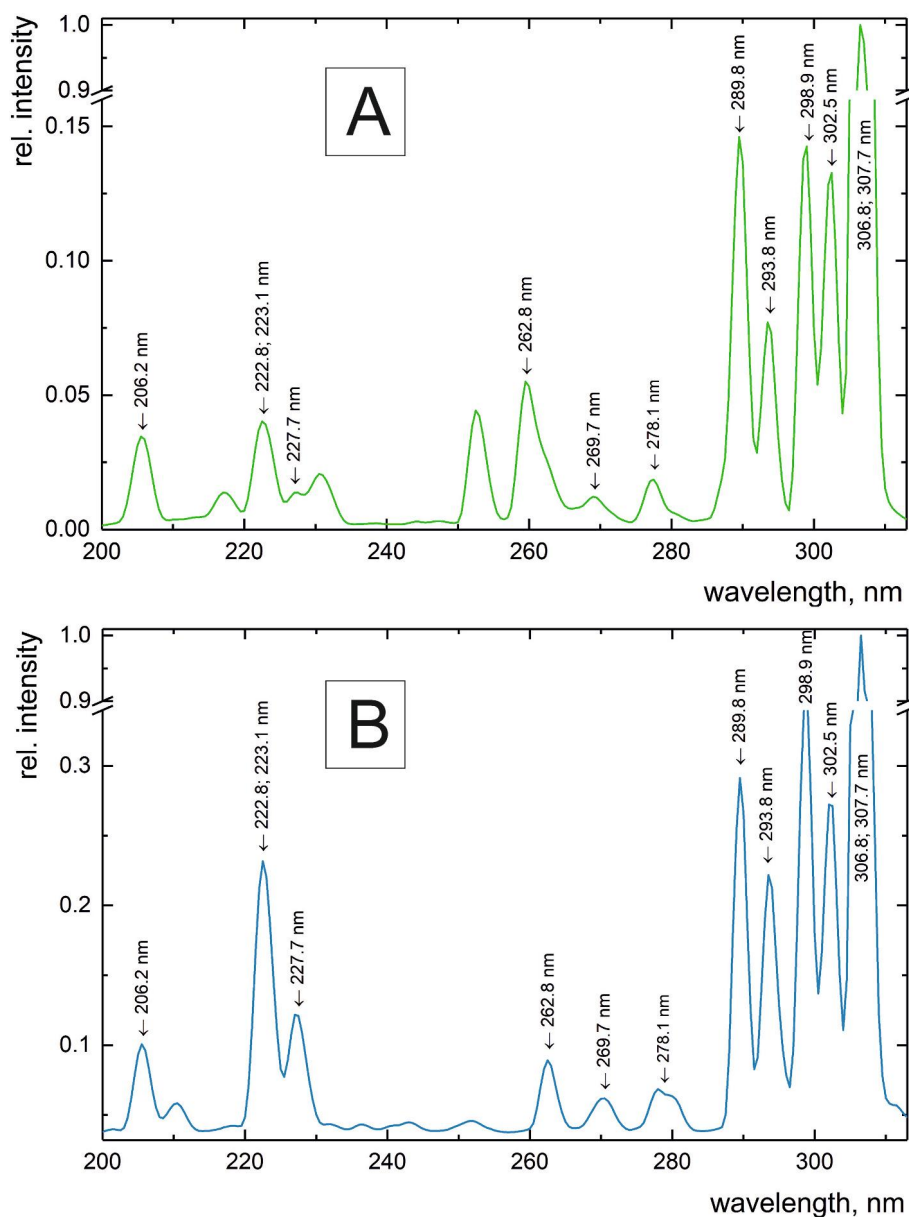 rel. intensity
1.0
0.9
0.15
0.10
0.05
0.00
A
206.2 nm
222.8; 223.1 nm
227.7 nm
262.8 nm
269.7 nm
278.1 nm
289.8 nm
293.8 nm
298.9 nm
302.5 nm
306.8; 307.7 nm
200 220 240 260 280 300
wavelength, nm
rel. intensity
1.0
0.9
0.3
0.2
0.1
B
206.2 nm
222.8; 223.1 nm
227.7 nm
262.8 nm
269.7 nm
278.1 nm
289.8 nm
293.8 nm
298.9 nm
302.5 nm
306.8; 307.7 nm
200 220 240 260 280 300
wavelength, nm